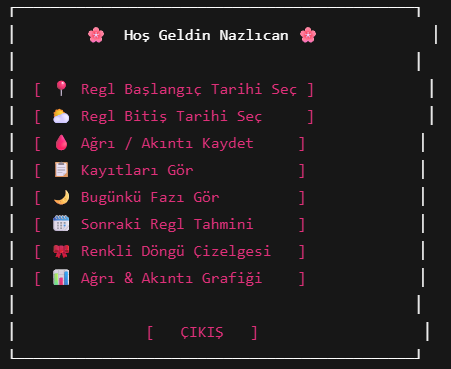 🌸 Hoş Geldin Nazlıcan 🌸
[ 📍 Regl Başlangıç Tarihi Seç ]
[ 🌥️ Regl Bitiş Tarihi Seç ]
[ 🩸 Ağrı / Akıntı Kaydet ]
[ 📋 Kayıtları Gör ]
[ 🌙 Bugünkü Fazı Gör ]
[ 🗓️ Sonraki Regl Tahmini ]
[ 🎀 Renkli Döngü Çizelgesi ]
[ 📊 Ağrı & Akıntı Grafiği ]
[ ÇIKIŞ ]